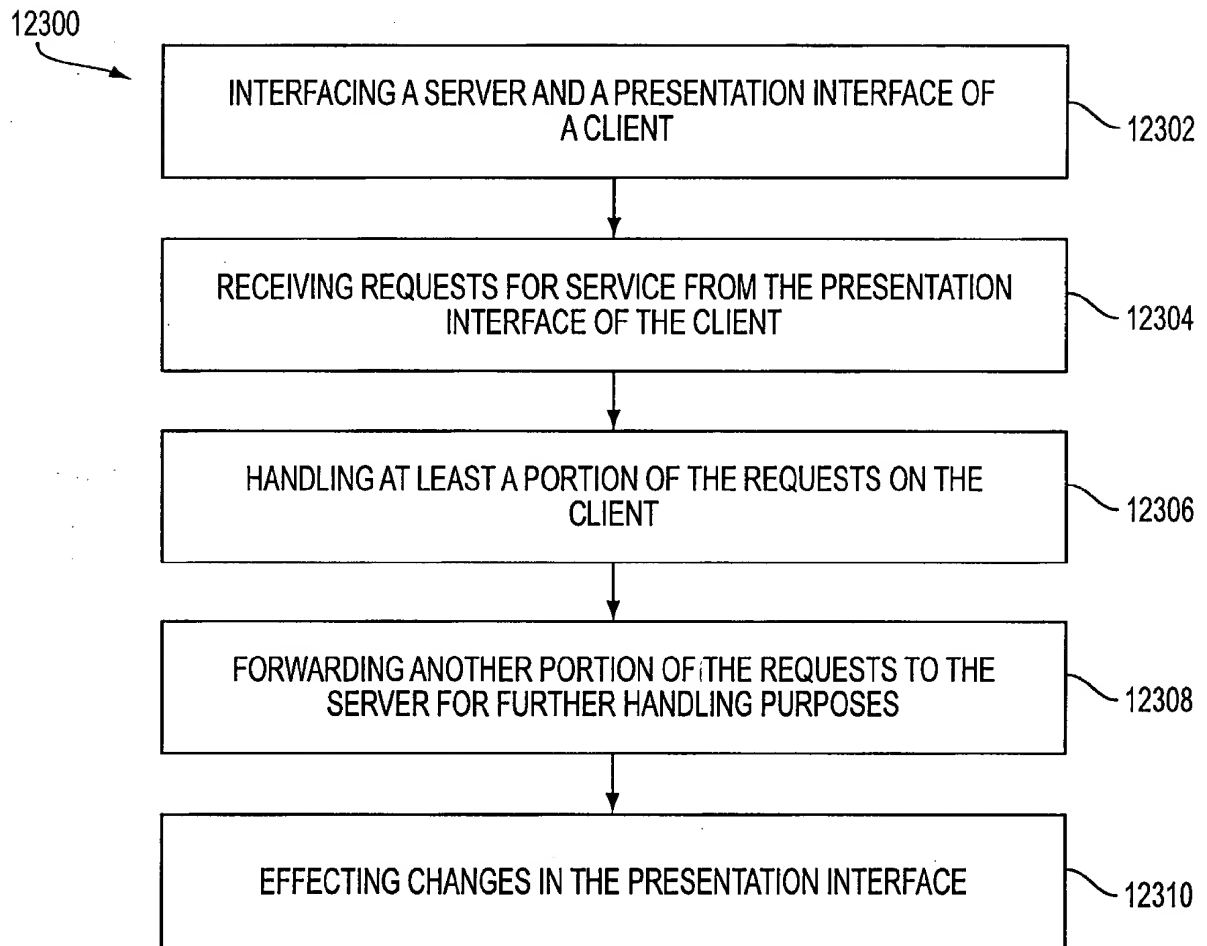 12300
INTERFACING A SERVER AND A PRESENTATION INTERFACE OF
A CLIENT
12302
RECEIVING REQUESTS FOR SERVICE FROM THE PRESENTATION
INTERFACE OF THE CLIENT
12304
HANDLING AT LEAST A PORTION OF THE REQUESTS ON THE
CLIENT
12306
FORWARDING ANOTHER PORTION OF THE REQUESTS TO THE
SERVER FOR FURTHER HANDLING PURPOSES
12308
EFFECTING CHANGES IN THE PRESENTATION INTERFACE
12310